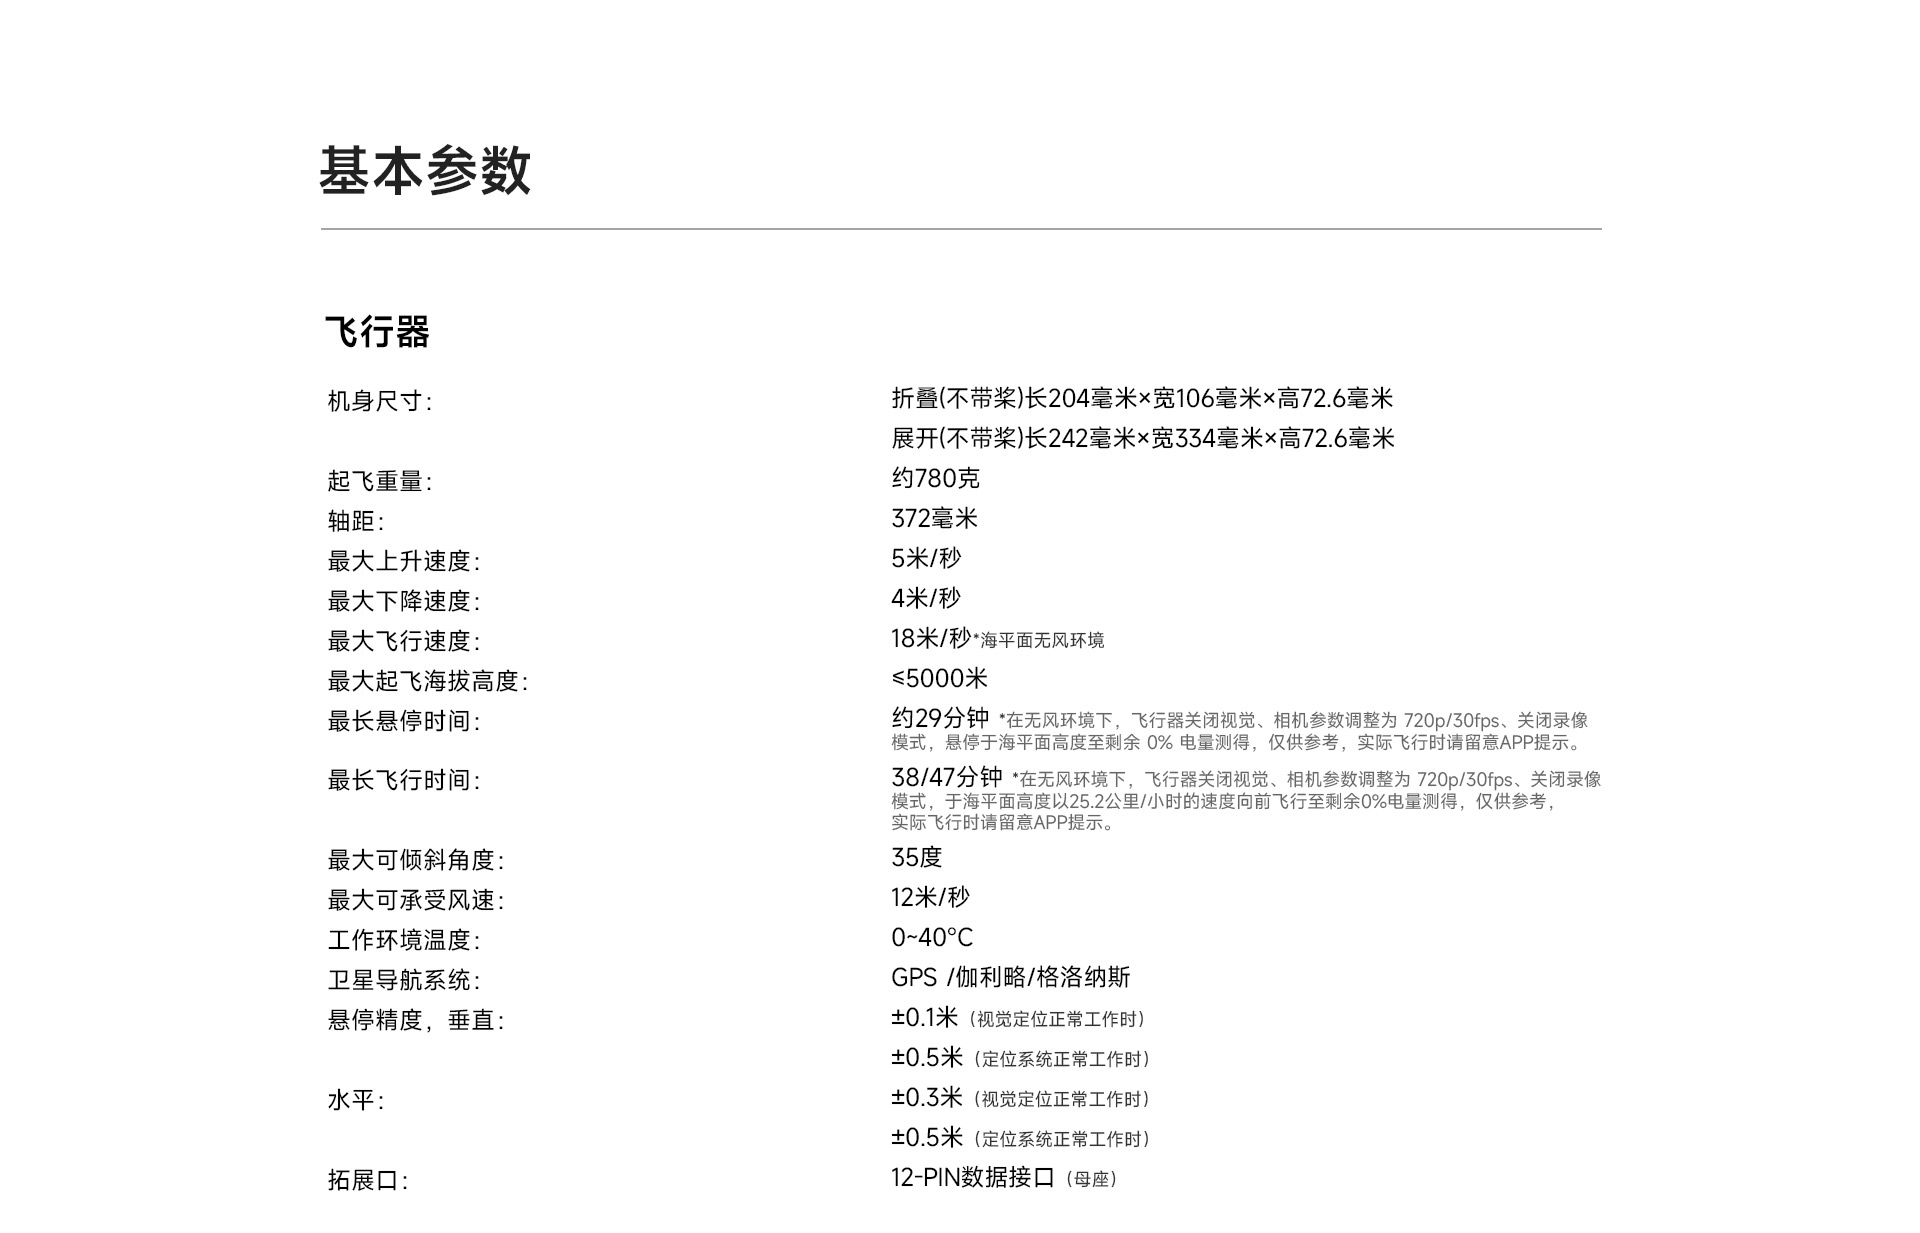 基本参数
飞行器
机身尺寸: 折叠(不带桨)长204毫米×宽106毫米×高72.6毫米
展开(不带桨)长242毫米×宽334毫米×高72.6毫米
起飞重量: 约780克
轴距: 372毫米
最大上升速度: 5米/秒
最大下降速度: 4米/秒
最大飞行速度: 18米/秒*海平面无风环境
最大起飞海拔高度: ≤5000米
最长悬停时间: 约29分钟 *在无风环境下，飞行器关闭视觉、相机参数调整为 720p/30fps、关闭录像
模式，悬停于海平面高度至剩余 0% 电量测得，仅供参考，实际飞行时请留意APP提示。
最长飞行时间: 38/47分钟 *在无风环境下，飞行器关闭视觉、相机参数调整为 720p/30fps、关闭录像
模式，于海平面高度以25.2公里/小时的速度向前飞行至剩余0%电量测得，仅供参考，
实际飞行时请留意APP提示。
最大可倾斜角度: 35度
最大可承受风速: 12米/秒
工作环境温度: 0~40°C
卫星导航系统: GPS /伽利略/格洛纳斯
悬停精度，垂直: ±0.1米（视觉定位正常工作时）
±0.5米（定位系统正常工作时）
水平: ±0.3米（视觉定位正常工作时）
±0.5米（定位系统正常工作时）
拓展口: 12-PIN数据接口（母座）